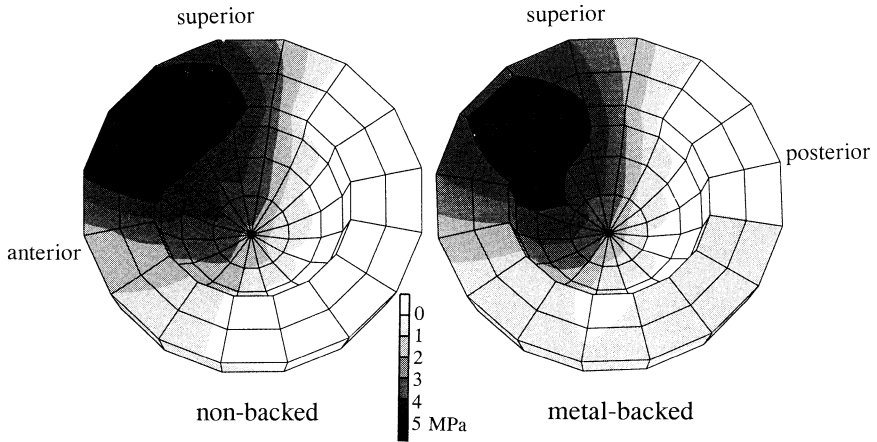 superior
superior
posterior
anterior
0
1
2
3
4
5 MPa
non-backed
metal-backed